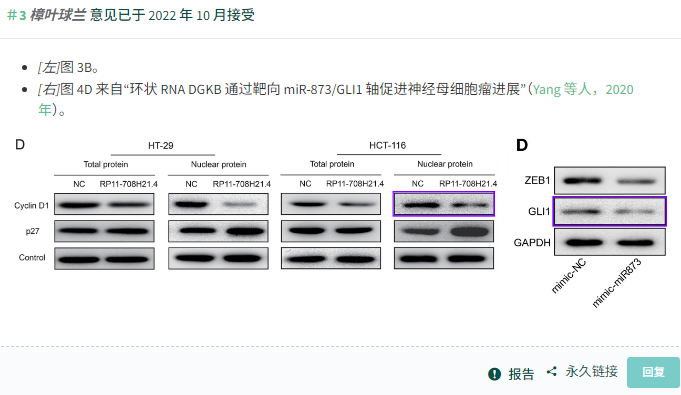 #3 樟叶球兰 意见已于 2022 年 10 月接受
[左]图 3B。
[右]图 4D 来自“环状 RNA DGKB 通过靶向 miR-873/GLI1 轴促进神经母细胞瘤进展”(Yang 等人，2020
年）。
D
HT-29
HCT-116
Total protein
Nuclear protein
Total protein
Nuclear protein
NC RP11-708H21.4
NC RP11-708H21.4
NC RP11-708H21.4
NC RP11-708H21.4
Cyclin D1
p27
Control
D
ZEB1
GLI1
GAPDH
mimic-NC
mimic-miR873
报告
永久链接
回复